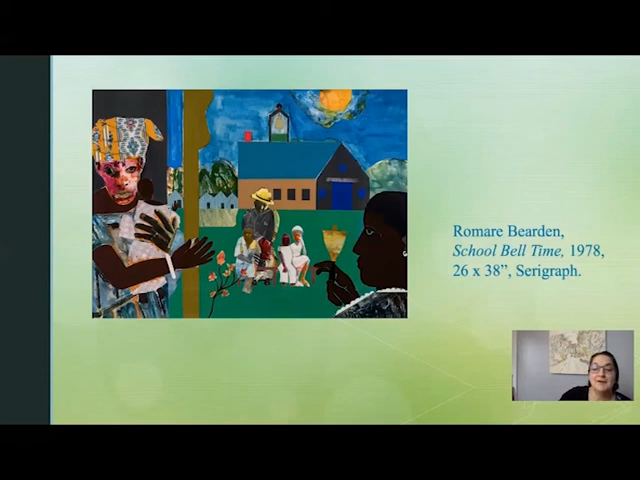 Romare Bearden,
School Bell Time, 1978,
26 x 38”, Serigraph.